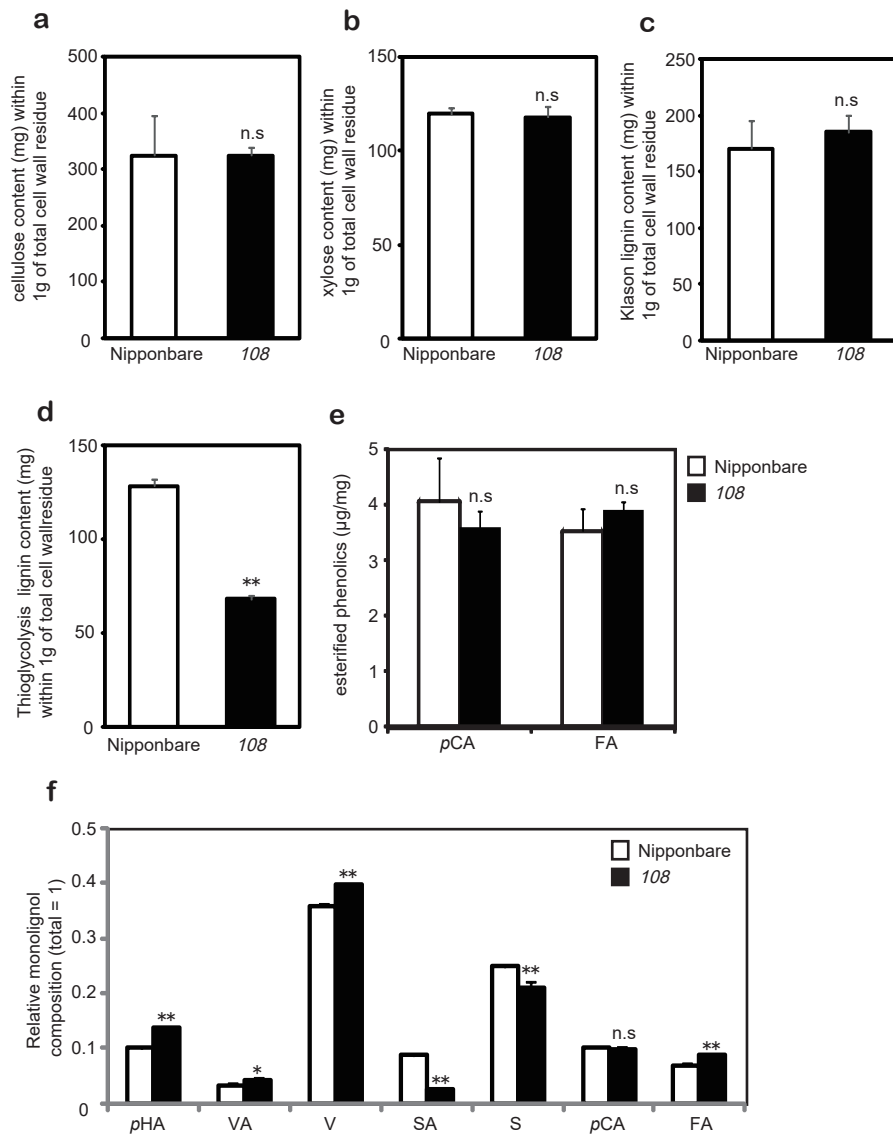 a
cellulose content (mg) within
1g of total cell wall residue
500
400
300
300
100
0
n.s
Nipponbare
108
b
xylose content (mg) within
1g of total cell wall residue
150
100
50
0
n.s
Nipponbare
108
c
Klason lignin content (mg) within
1g of total cell wall residue
250
200
150
100
50
0
n.s
Nipponbare
108
d
Thioglycolysis lignin content (mg)
within 1g of toal cell wallresidue
150
100
50
0
**
Nipponbare
108
e
esterified phenolics (µg/mg)
5
4
3
2
1
0
n.s
n.s
pCA
FA
Nipponbare
108
f
Relative monolignol
composition (total = 1)
0.5
0.4
0.3
0.2
0.1
0
**
*
**
**
**
n.s
**
pHA
VA
V
SA
S
pCA
FA
Nipponbare
108